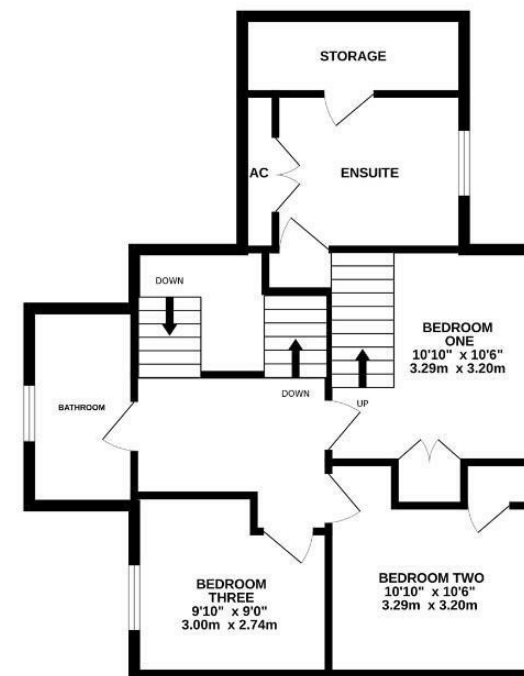 STORAGE
AC
ENSUITE
DOWN
BEDROOM
ONE
10'10" x 10'6"
3.29m x 3.20m
DOWN
UP
BATHROOM
BEDROOM
THREE
9'10" x 9'0"
3.00m x 2.74m
BEDROOM TWO
10'10" x 10'6"
3.29m x 3.20m